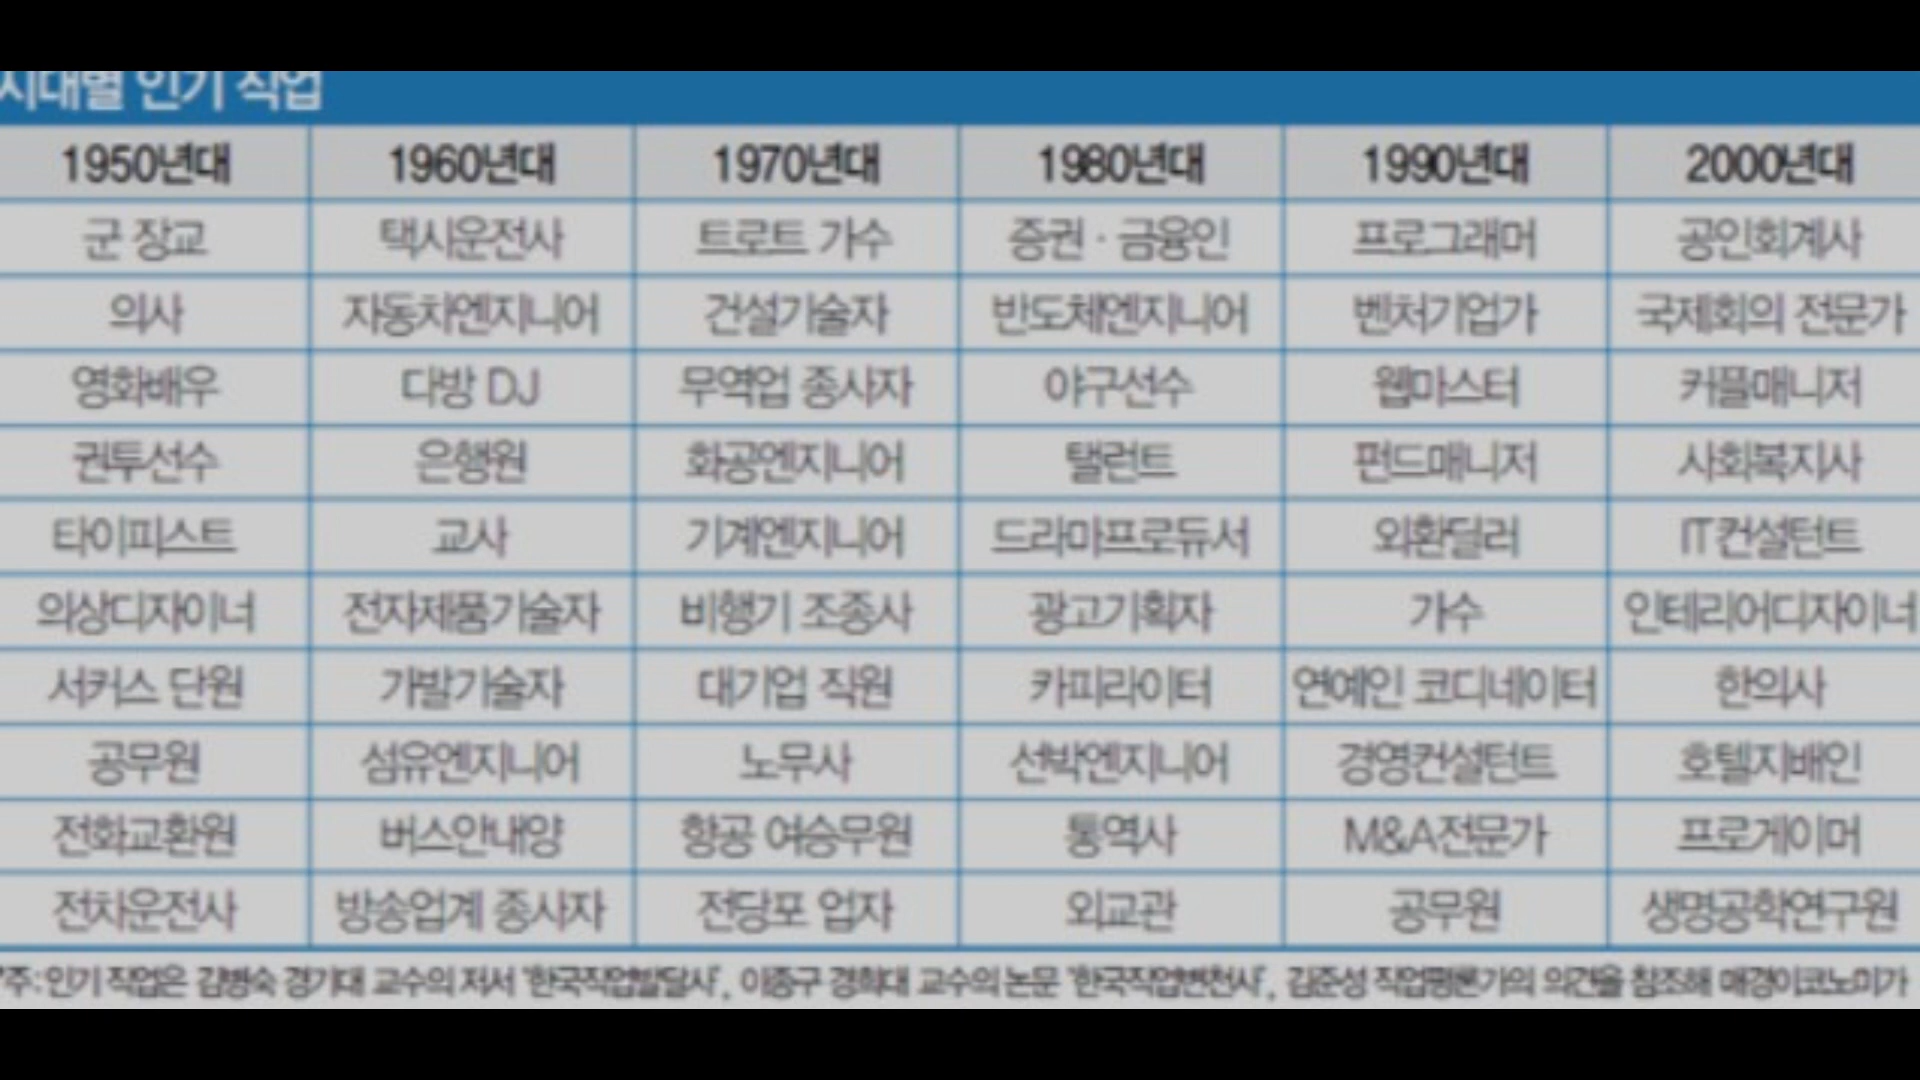 시대별 인기 직업
1950년대 1960년대 1970년대 1980년대 1990년대 2000년대
군 장교 택시운전사 트로트 가수 증권·금융인 프로그래머 공인회계사
의사 자동차엔지니어 건설기술자 반도체엔지니어 벤처기업가 국제회의 전문가
영화배우 다방 DJ 무역업 종사자 야구선수 웹마스터 커플매니저
권투선수 은행원 화공엔지니어 탤런트 펀드매니저 사회복지사
타이피스트 교사 기계엔지니어 드라마프로듀서 외환딜러 IT컨설턴트
의상디자이너 전자제품기술자 비행기 조종사 광고기획자 가수 인테리어디자이너
서커스 단원 가발기술자 대기업 직원 카피라이터 연예인 코디네이터 한의사
공무원 섬유엔지니어 노무사 선박엔지니어 경영컨설턴트 호텔지배인
전화교환원 버스안내양 항공 여승무원 통역사 M&A전문가 프로게이머
전차운전사 방송업계 종사자 전당포 업자 외교관 공무원 생명공학연구원
*주: 인기 직업은 김병숙 경기대 교수의 저서 '한국직업발달사', 이종구 경희대 교수의 논문 '한국직업변천사', 김준성 직업평론가의 의견을 참조해 매경이코노미가